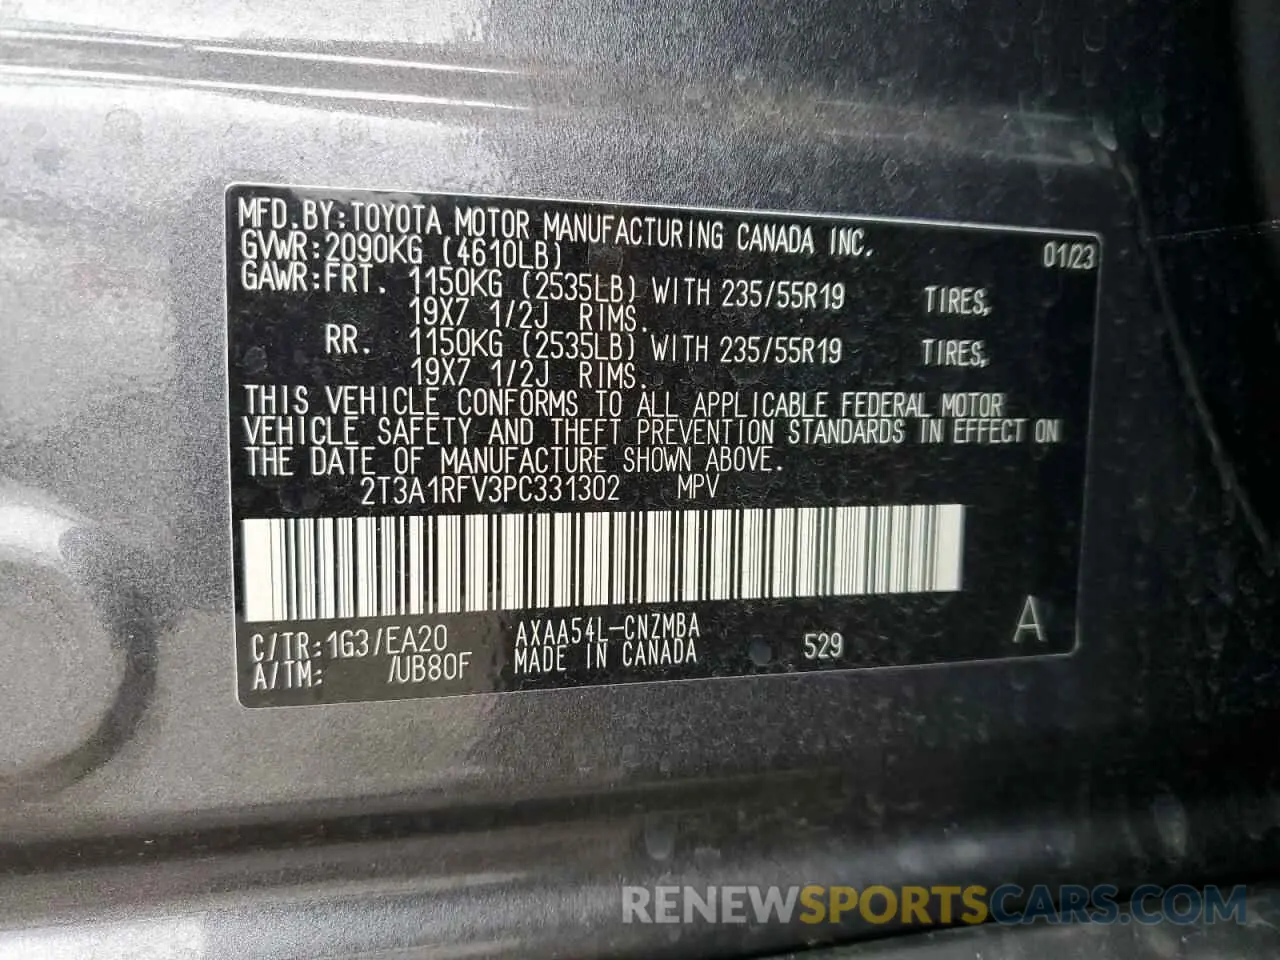 MFD.BY:TOYOTA MOTOR MANUFACTURING CANADA INC. 01/23
GVWR:2090KG (4610LB)
GAWR:FRT. 1150KG (2535LB) WITH 235/55R19 TIRES,
19X7 1/2J RIMS.
RR. 1150KG (2535LB) WITH 235/55R19 TIRES,
19X7 1/2J RIMS.
THIS VEHICLE CONFORMS TO ALL APPLICABLE FEDERAL MOTOR
VEHICLE SAFETY AND THEFT PREVENTION STANDARDS IN EFFECT ON
THE DATE OF MANUFACTURE SHOWN ABOVE.
2T3A1RFV3PC331302 MPV
C/TR:1G3/EA20 AXAA54L-CNZMBA 529 A
A/TM: /UB80F MADE IN CANADA
RENEWSPORTSCARS.COM